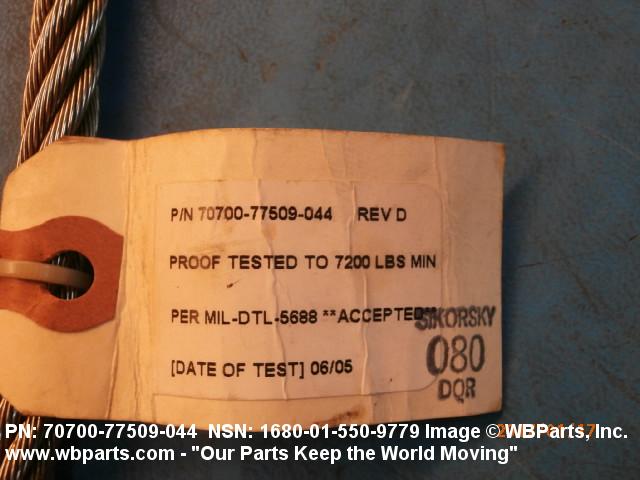 P/N 70700-77509-044 REV D
PROOF TESTED TO 7200 LBS MIN
PER MIL-DTL-5688 **ACCEPTED**
[DATE OF TEST] 06/05
SIKORSKY
080
DQR
PN: 70700-77509-044 NSN: 1680-01-550-9779 Image © WBParts, Inc.
www.wbparts.com - "Our Parts Keep the World Moving"